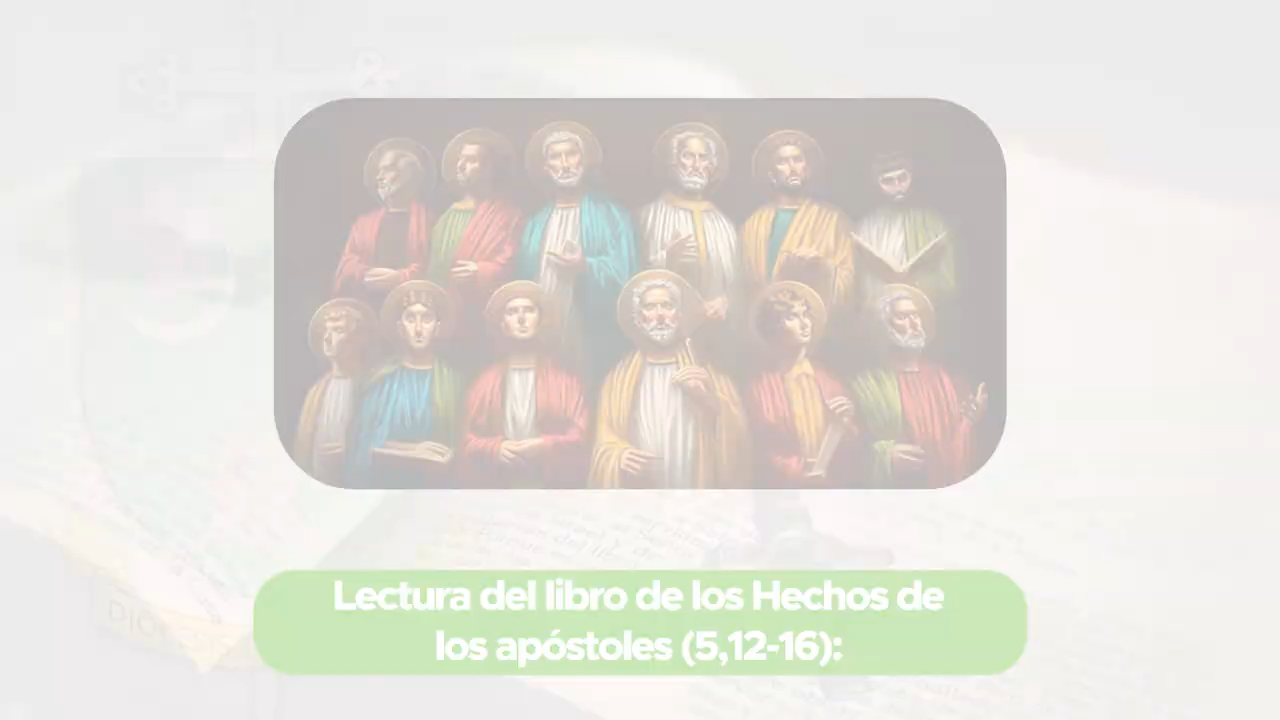 Lectura del libro de los Hechos de
los apóstoles (5,12-16):